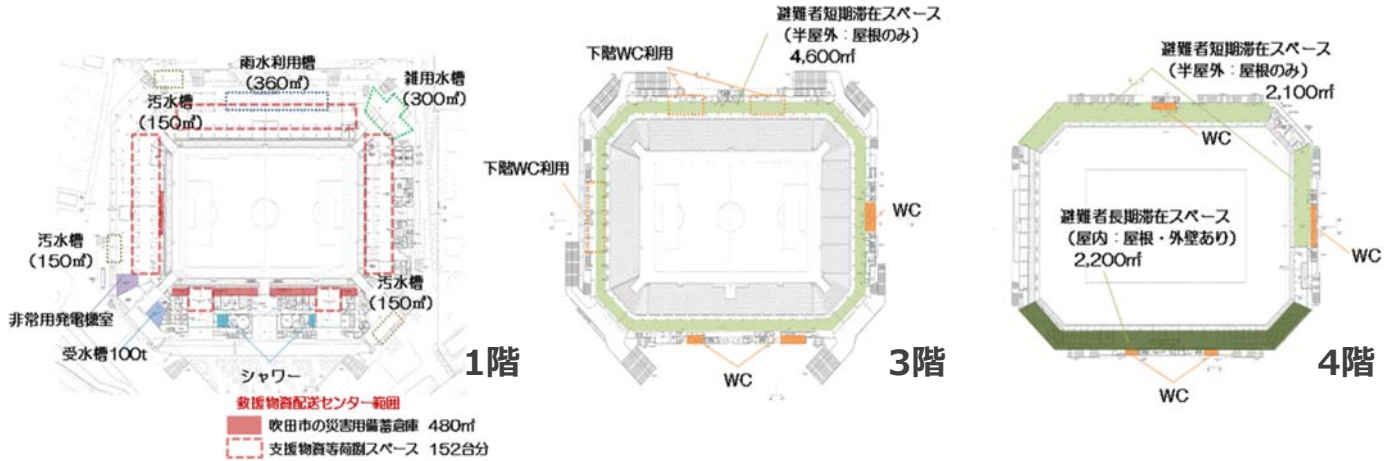 雨水利用槽
(360㎥)
雑用水槽
(300㎥)
汚水槽
(150㎥)
汚水槽
(150㎥)
汚水槽
(150㎥)
非常用発電機室
受水槽100t
シャワー
1階
救援物資配送センター範囲
吹田市の災害用備蓄倉庫 480㎡
支援物資等荷捌スペース 152台分
避難者短期滞在スペース
(半屋外:屋根のみ)
4,600㎡
下階WC利用
下階WC利用
WC
WC
3階
避難者短期滞在スペース
(半屋外:屋根のみ)
2,100㎡
WC
避難者長期滞在スペース
(屋内:屋根・外壁あり)
2,200㎡
WC
WC
4階